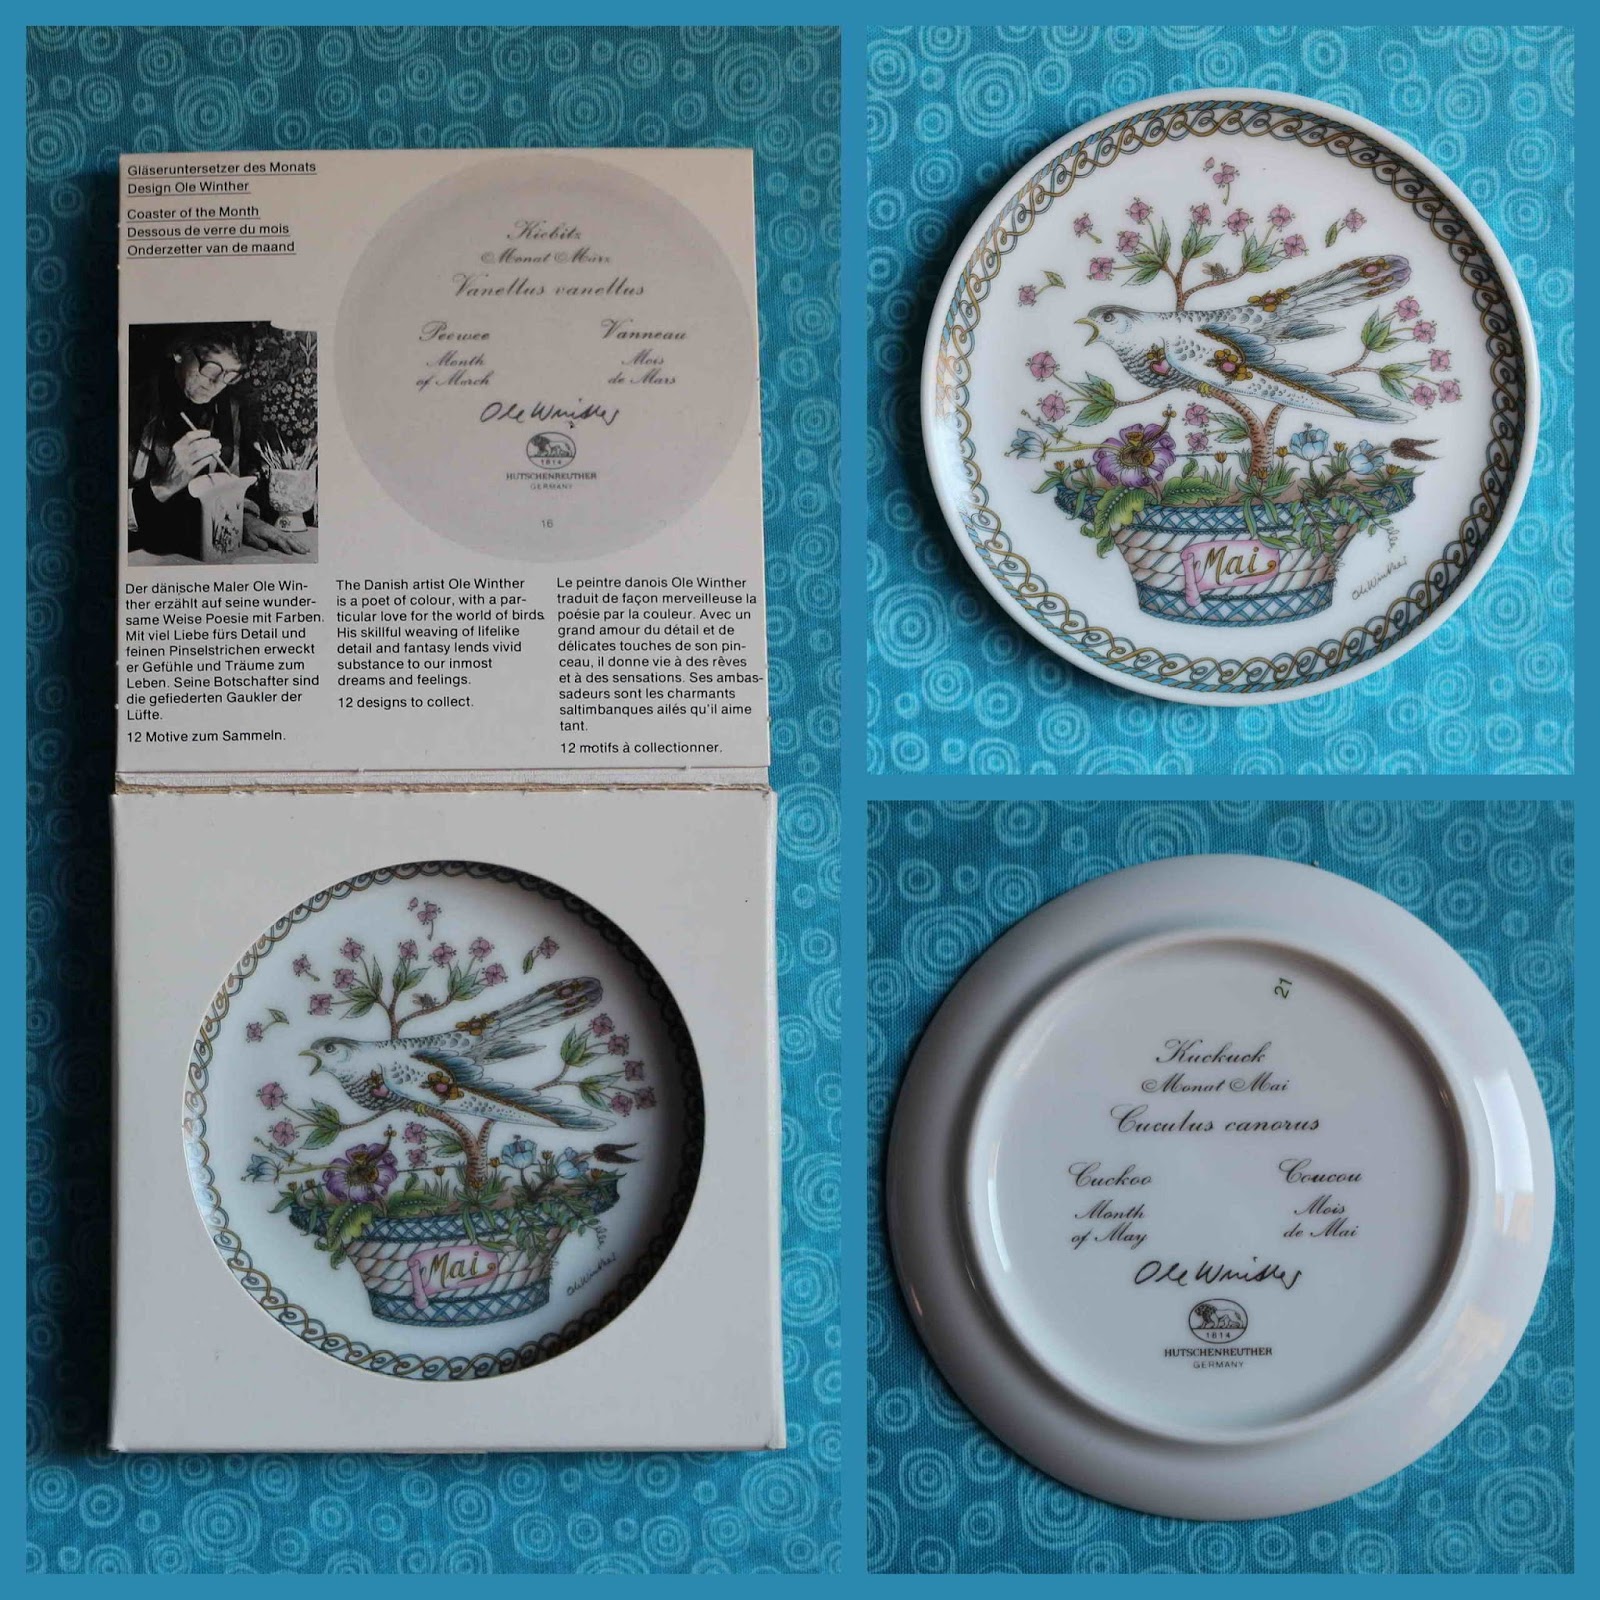 Gläseruntersetzer des Monats
Design Ole Winther
Coaster of the Month
Dessous de verre du mois
Onderzetter van de maand
Kiebitz
Monat März
Vanellus vanellus
Peewee
Month
of March
Vanneau
Mois
de Mars
Ole Winther
1814
HUTSCHENREUTHER
GERMANY
16
Der dänische Maler Ole Win-
ther erzählt auf seine wunder-
same Weise Poesie mit Farben.
Mit viel Liebe fürs Detail und
feinen Pinselstrichen erweckt
er Gefühle und Träume zum
Leben. Seine Botschafter sind
die gefiederten Gaukler der
Lüfte.
12 Motive zum Sammeln.
The Danish artist Ole Winther
is a poet of colour, with a par-
ticular love for the world of birds.
His skillful weaving of lifelike
detail and fantasy lends vivid
substance to our inmost
dreams and feelings.
12 designs to collect.
Le peintre danois Ole Winther
traduit de façon merveilleuse la
poésie par la couleur. Avec un
grand amour du détail et de
délicates touches de son pin-
ceau, il donne vie à des rêves
et à des sensations. Ses ambas-
sadeurs sont les charmants
saltimbanques ailés qu'il aime
tant.
12 motifs à collectionner.
Mai
Ole Winther
Mai
Ole Winther
21
Kuckuck
Monat Mai
Cuculus canorus
Cuckoo
Month
of May
Coucou
Mois
de Mai
Ole Winther
1814
HUTSCHENREUTHER
GERMANY